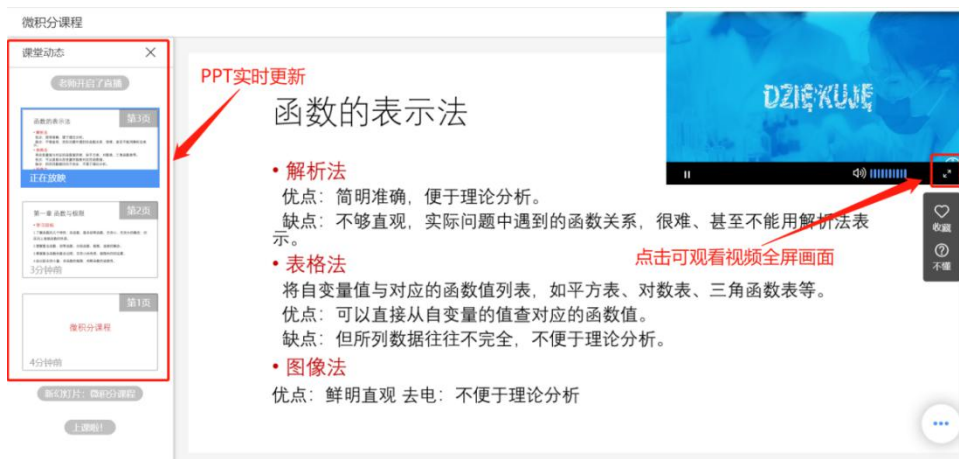 微积分课程
课堂动态
老师开启了直播
函数的表示法
第3页
正在放映
第一章 函数与极限
第2页
3分钟前
第1页
微积分课程
4分钟前
新幻灯片：微积分课程
上课啦！
PPT实时更新
函数的表示法
• 解析法
优点：简明准确，便于理论分析。
缺点：不够直观，实际问题中遇到的函数关系，很难、甚至不能用解析法表
示。
• 表格法
将自变量值与对应的函数值列表，如平方表、对数表、三角函数表等。
优点：可以直接从自变量的值查对应的函数值。
缺点：但所列数据往往不完全，不便于理论分析。
• 图像法
优点：鲜明直观 去电：不便于理论分析
DZIĘKUJĘ
点击可观看视频全屏画面
收藏
不懂